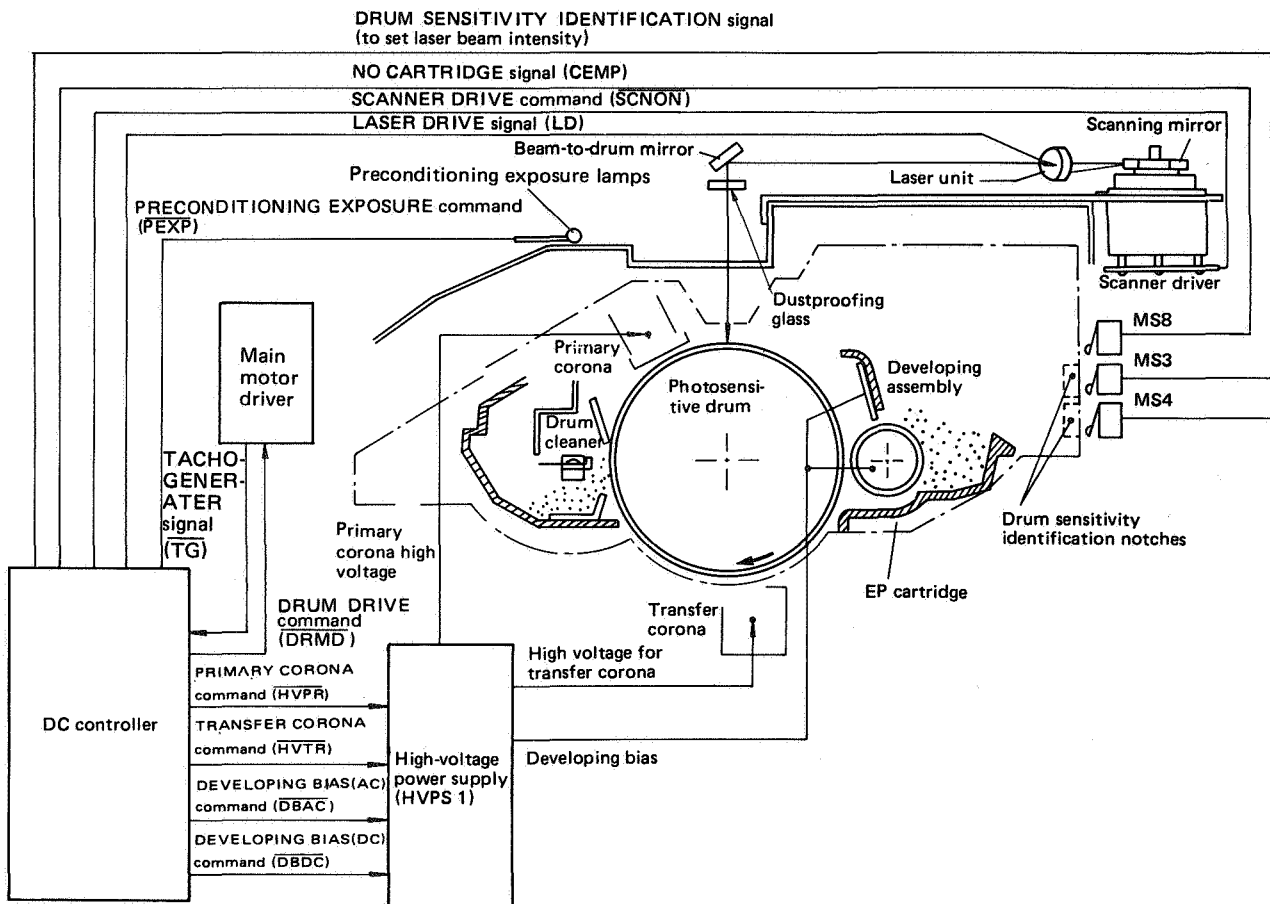 DRUM SENSITIVITY IDENTIFICATION signal
(to set laser beam intensity)
NO CARTRIDGE signal (CEMP)
SCANNER DRIVE command (SCNON)
LASER DRIVE signal (LD)
Scanning mirror
Beam-to-drum mirror
Laser unit
Preconditioning exposure lamps
PRECONDITIONING EXPOSURE command
(PEXP)
Scanner driver
Dustproofing
glass
MS8
Main
motor
driver
Primary
corona
Photosensi-
tive drum
Developing
assembly
MS3
MS4
Drum
cleaner
TACHO-
GENER-
ATER
signal
(TG)
Primary
corona high
voltage
Drum sensitivity
identification notches
EP cartridge
DRUM DRIVE
command
(DRMD)
Transfer
corona
High voltage for
transfer corona
PRIMARY CORONA
command (HVPR)
DC controller
TRANSFER CORONA
command (HVTR)
High-voltage
power supply
(HVPS 1)
Developing bias
DEVELOPING BIAS(AC)
command (DBAC)
DEVELOPING BIAS(DC)
command (DBDC)